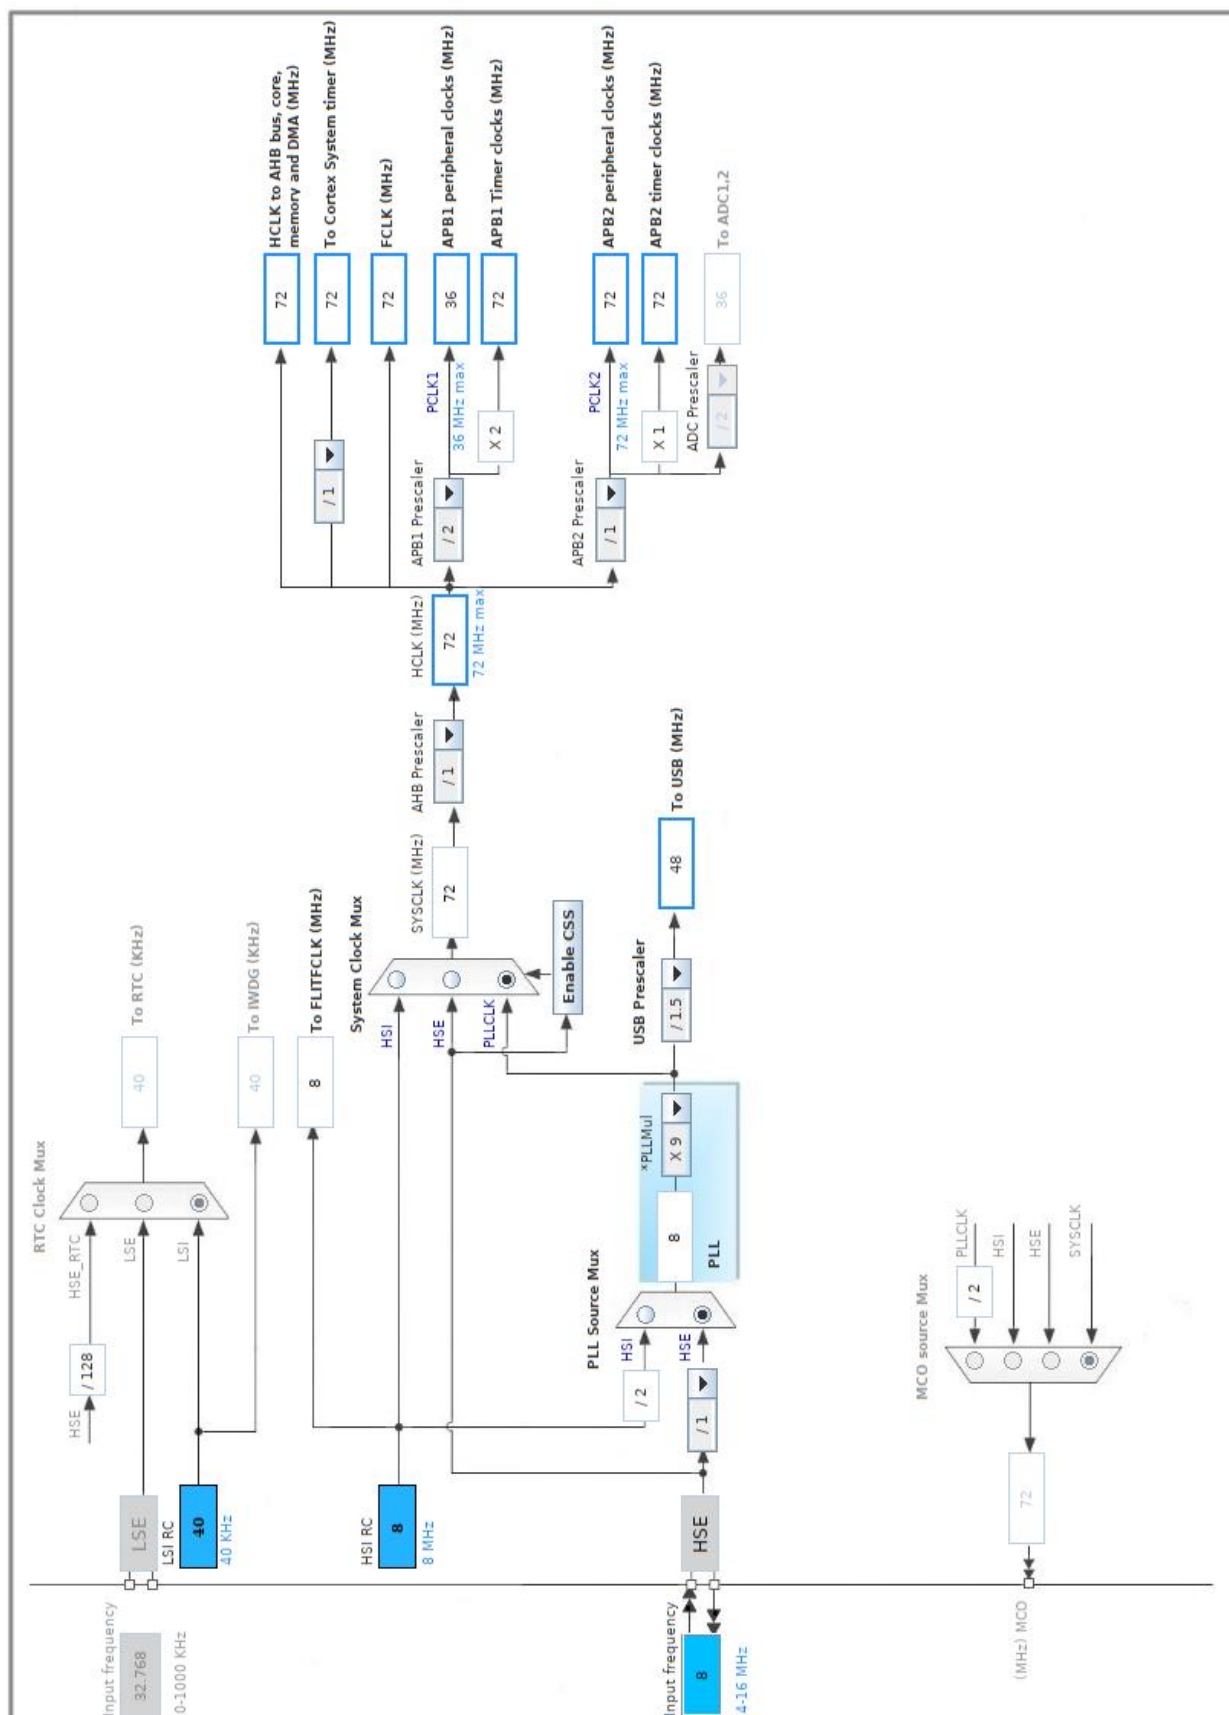 Input frequency
32.768
0-1000 KHz
LSE
LSI RC
40
40 KHz
HSE
/ 128
HSE_RTC
LSE
LSI
RTC Clock Mux
40
To RTC (KHz)
40
To IWDG (KHz)
8
To FLITFCLK (MHz)
HSI RC
8
8 MHz
Input frequency
8
4-16 MHz
HSE
/ 2
/ 1
HSI
HSE
PLL Source Mux
8
*PLLMul
X 9
PLL
USB Prescaler
/ 1.5
48
To USB (MHz)
System Clock Mux
HSI
HSE
PLLCLK
Enable CSS
SYSCLK (MHz)
72
AHB Prescaler
/ 1
HCLK (MHz)
72
72 MHz max
/ 1
72
HCLK to AHB bus, core,
memory and DMA (MHz)
72
To Cortex System timer (MHz)
72
FCLK (MHz)
APB1 Prescaler
/ 2
PCLK1
36 MHz max
36
APB1 peripheral clocks (MHz)
X 2
72
APB1 Timer clocks (MHz)
APB2 Prescaler
/ 1
PCLK2
72 MHz max
72
APB2 peripheral clocks (MHz)
X 1
72
APB2 timer clocks (MHz)
ADC Prescaler
/ 2
36
To ADC1,2
MCO source Mux
PLLCLK
/ 2
HSI
HSE
SYSCLK
72
(MHz) MCO